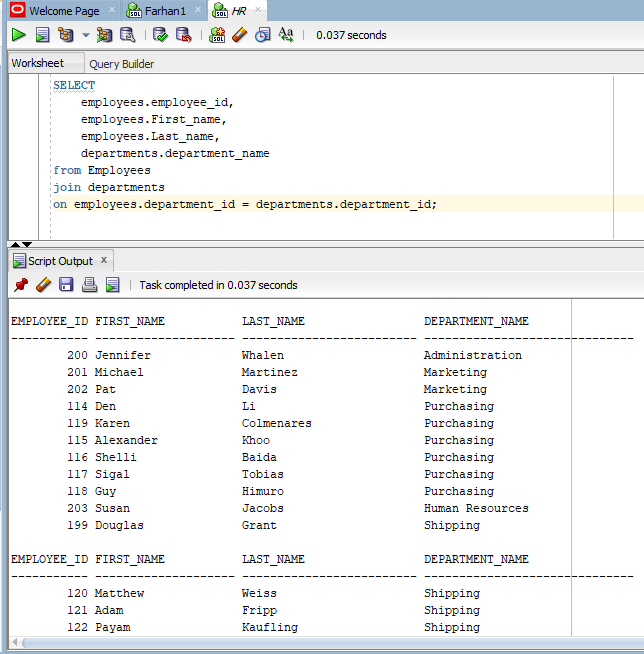 Welcome Page Farhan1 HR
0.037 seconds
Worksheet Query Builder
SELECT
employees.employee_id,
employees.First_name,
employees.Last_name,
departments.department_name
from Employees
join departments
on employees.department_id = departments.department_id;
Script Output x
Task completed in 0.037 seconds
EMPLOYEE_ID FIRST_NAME LAST_NAME DEPARTMENT_NAME
----------- -------------------- ------------------------- ------------------------------
200 Jennifer Whalen Administration
201 Michael Martinez Marketing
202 Pat Davis Marketing
114 Den Li Purchasing
119 Karen Colmenares Purchasing
115 Alexander Khoo Purchasing
116 Shelli Baida Purchasing
117 Sigal Tobias Purchasing
118 Guy Himuro Purchasing
203 Susan Jacobs Human Resources
199 Douglas Grant Shipping
EMPLOYEE_ID FIRST_NAME LAST_NAME DEPARTMENT_NAME
----------- -------------------- ------------------------- ------------------------------
120 Matthew Weiss Shipping
121 Adam Fripp Shipping
122 Payam Kaufling Shipping